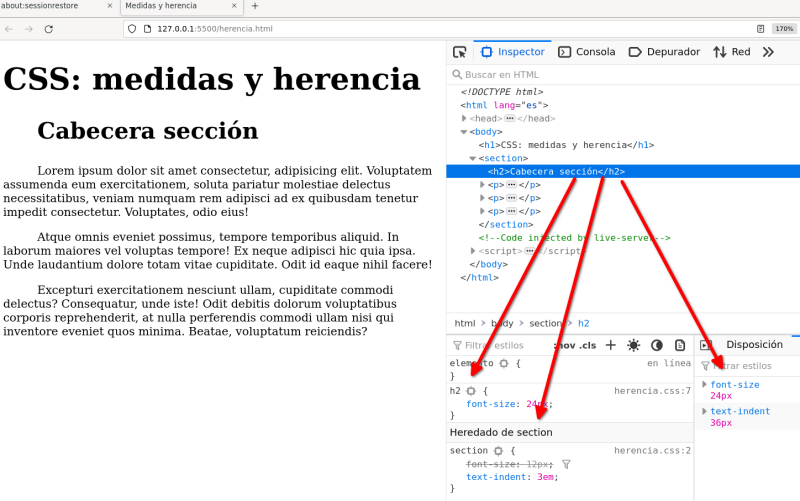 about:sessionrestore
Medidas y herencia
127.0.0.1:5500/herencia.html
170%
CSS: medidas y herencia
Cabecera sección
Lorem ipsum dolor sit amet consectetur, adipisicing elit. Voluptatem
assumenda eum exercitationem, soluta pariatur molestiae delectus
necessitatibus, veniam numquam rem adipisci ad ex quibusdam tenetur
impedit consectetur. Voluptates, odio eius!
Atque omnis eveniet possimus, tempore temporibus aliquid. In
laborum maiores vel voluptas tempore! Ex neque adipisci hic quia ipsa.
Unde laudantium dolore totam vitae cupiditate. Odit id eaque nihil facere!
Excepturi exercitationem nesciunt ullam, cupiditate commodi
delectus? Consequatur, unde iste! Odit debitis dolorum voluptatibus
corporis reprehenderit, at nulla perferendis commodi ullam nisi qui
inventore eveniet quos minima. Beatae, voluptatum reiciendis?
Inspector Consola Depurador Red
Buscar en HTML
<!DOCTYPE html>
<html lang="es">
<head> </head>
<body>
<h1>CSS: medidas y herencia</h1>
<section>
<h2>Cabecera sección</h2>
<p> </p>
<p> </p>
<p> </p>
</section>
<!--Code injected by live-server-->
<script> </script>
</body>
</html>
html > body > section > h2
Filtrar estilos :hov .cls
elemento { en línea
}
h2 { herencia.css:7
font-size: 24px;
}
Heredado de section
section { herencia.css:2
font-size: 12px;
text-indent: 3em;
}
Disposición
Filtrar estilos
font-size
24px
text-indent
36px